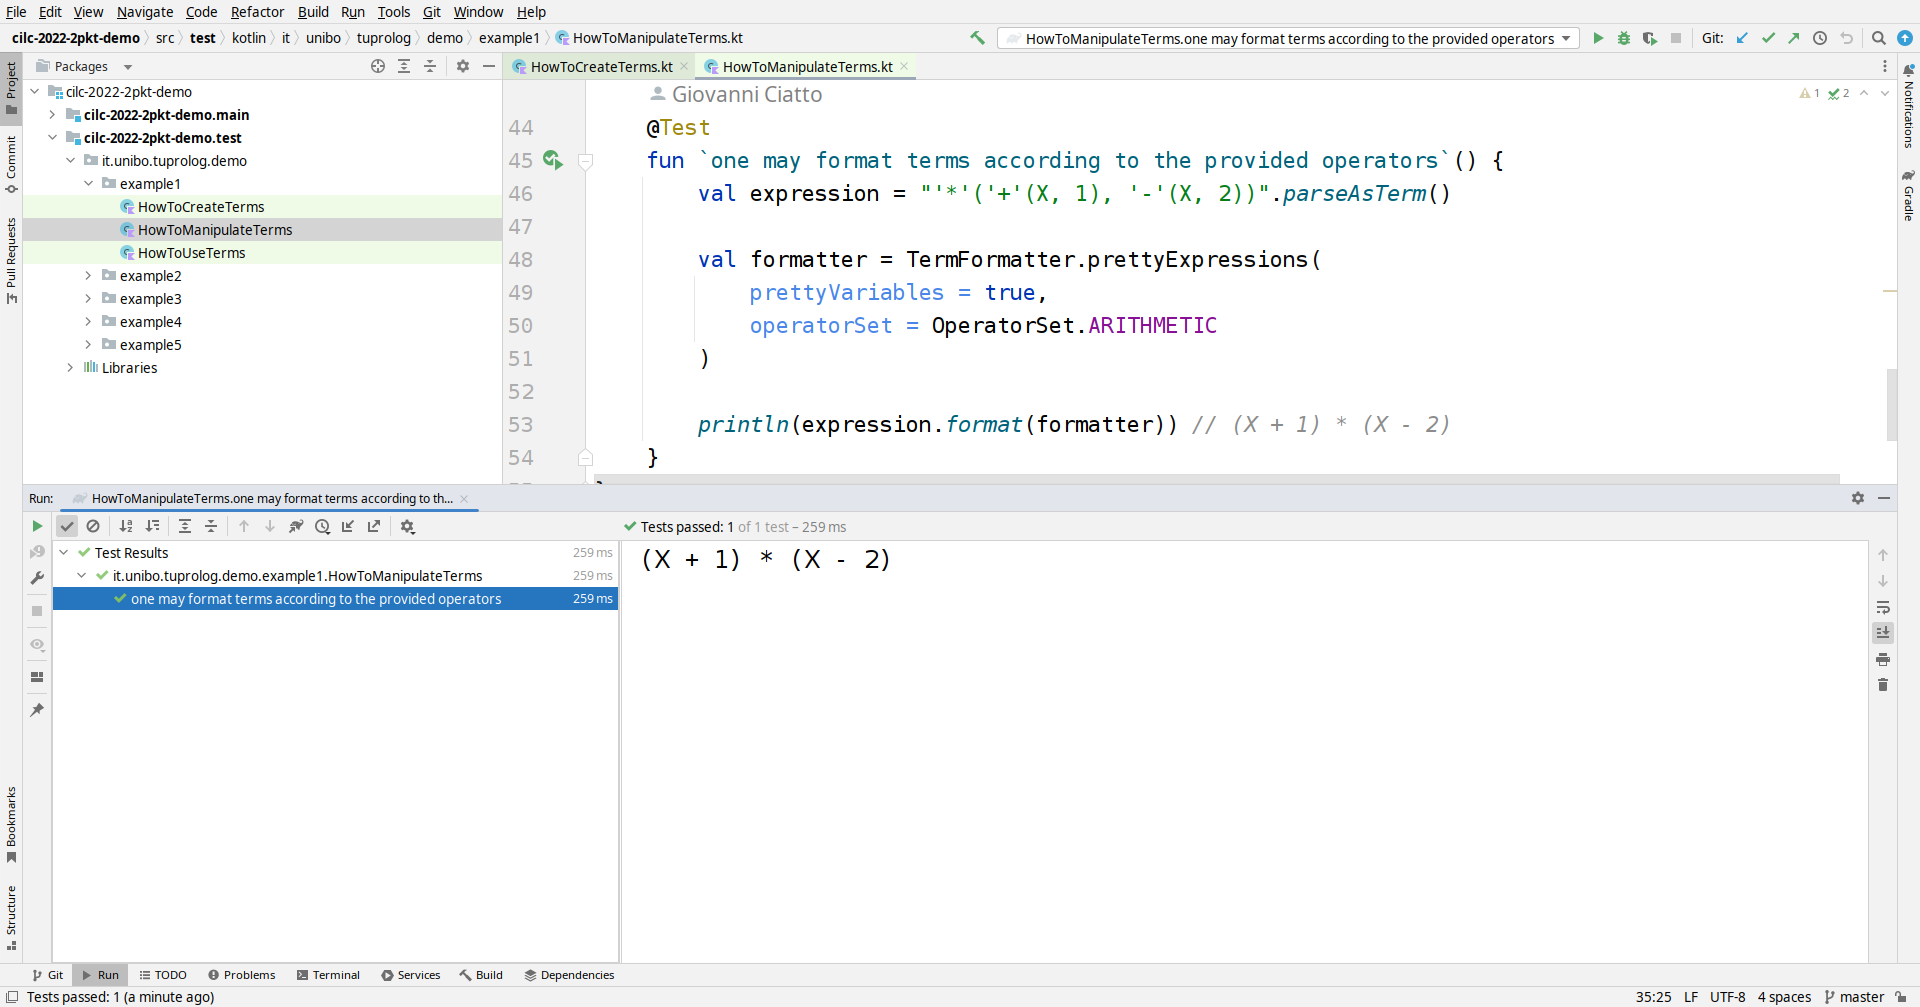 File Edit View Navigate Code Refactor Build Run Tools Git Window Help
cilc-2022-2pkt-demo src test kotlin it unibo tuprolog demo example1 HowToManipulateTerms.kt
HowToManipulateTerms.one may format terms according to the provided operators
Git:
Project
Commit
Pull Requests
Bookmarks
Structure
Packages
cilc-2022-2pkt-demo
cilc-2022-2pkt-demo.main
cilc-2022-2pkt-demo.test
it.unibo.tuprolog.demo
example1
HowToCreateTerms
HowToManipulateTerms
HowToUseTerms
example2
example3
example4
example5
Libraries
HowToCreateTerms.kt HowToManipulateTerms.kt
Giovanni Ciatto
1 2
44 @Test
45 fun `one may format terms according to the provided operators`() {
46 val expression = "'*'('+'(X, 1), '-'(X, 2))".parseAsTerm()
47
48 val formatter = TermFormatter.prettyExpressions(
49 prettyVariables = true,
50 operatorSet = OperatorSet.ARITHMETIC
51 )
52
53 println(expression.format(formatter)) // (X + 1) * (X - 2)
54 }
Notifications
Gradle
Run: HowToManipulateTerms.one may format terms according to th...
Tests passed: 1 of 1 test – 259 ms
Test Results 259 ms
it.unibo.tuprolog.demo.example1.HowToManipulateTerms 259 ms
one may format terms according to the provided operators 259 ms
(X + 1) * (X - 2)
Git Run TODO Problems Terminal Services Build Dependencies
Tests passed: 1 (a minute ago)
35:25 LF UTF-8 4 spaces master